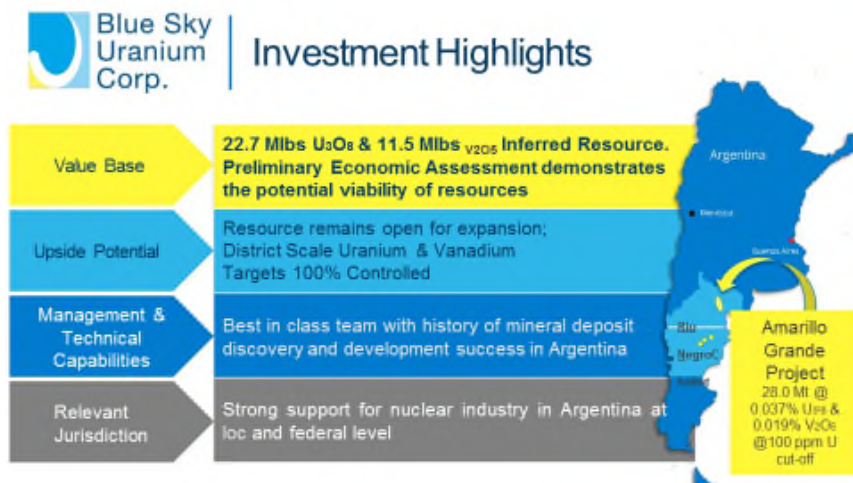 Blue Sky
Uranium
Corp.
Investment Highlights
Value Base
22.7 Mlbs U3O8 & 11.5 Mlbs V2O5 Inferred Resource.
Preliminary Economic Assessment demonstrates
the potential viability of resources
Upside Potential
Resource remains open for expansion;
District Scale Uranium & Vanadium
Targets 100% Controlled
Management &
Technical
Capabilities
Best in class team with history of mineral deposit
discovery and development success in Argentina
Relevant
Jurisdiction
Strong support for nuclear industry in Argentina at
loc and federal level
Argentina
Mendoza
Buenos Aires
NegroC
Amarillo
Grande
Project
28.0 Mt @
0.037% &
0.019% V2O5
@100 ppm U
cut-off